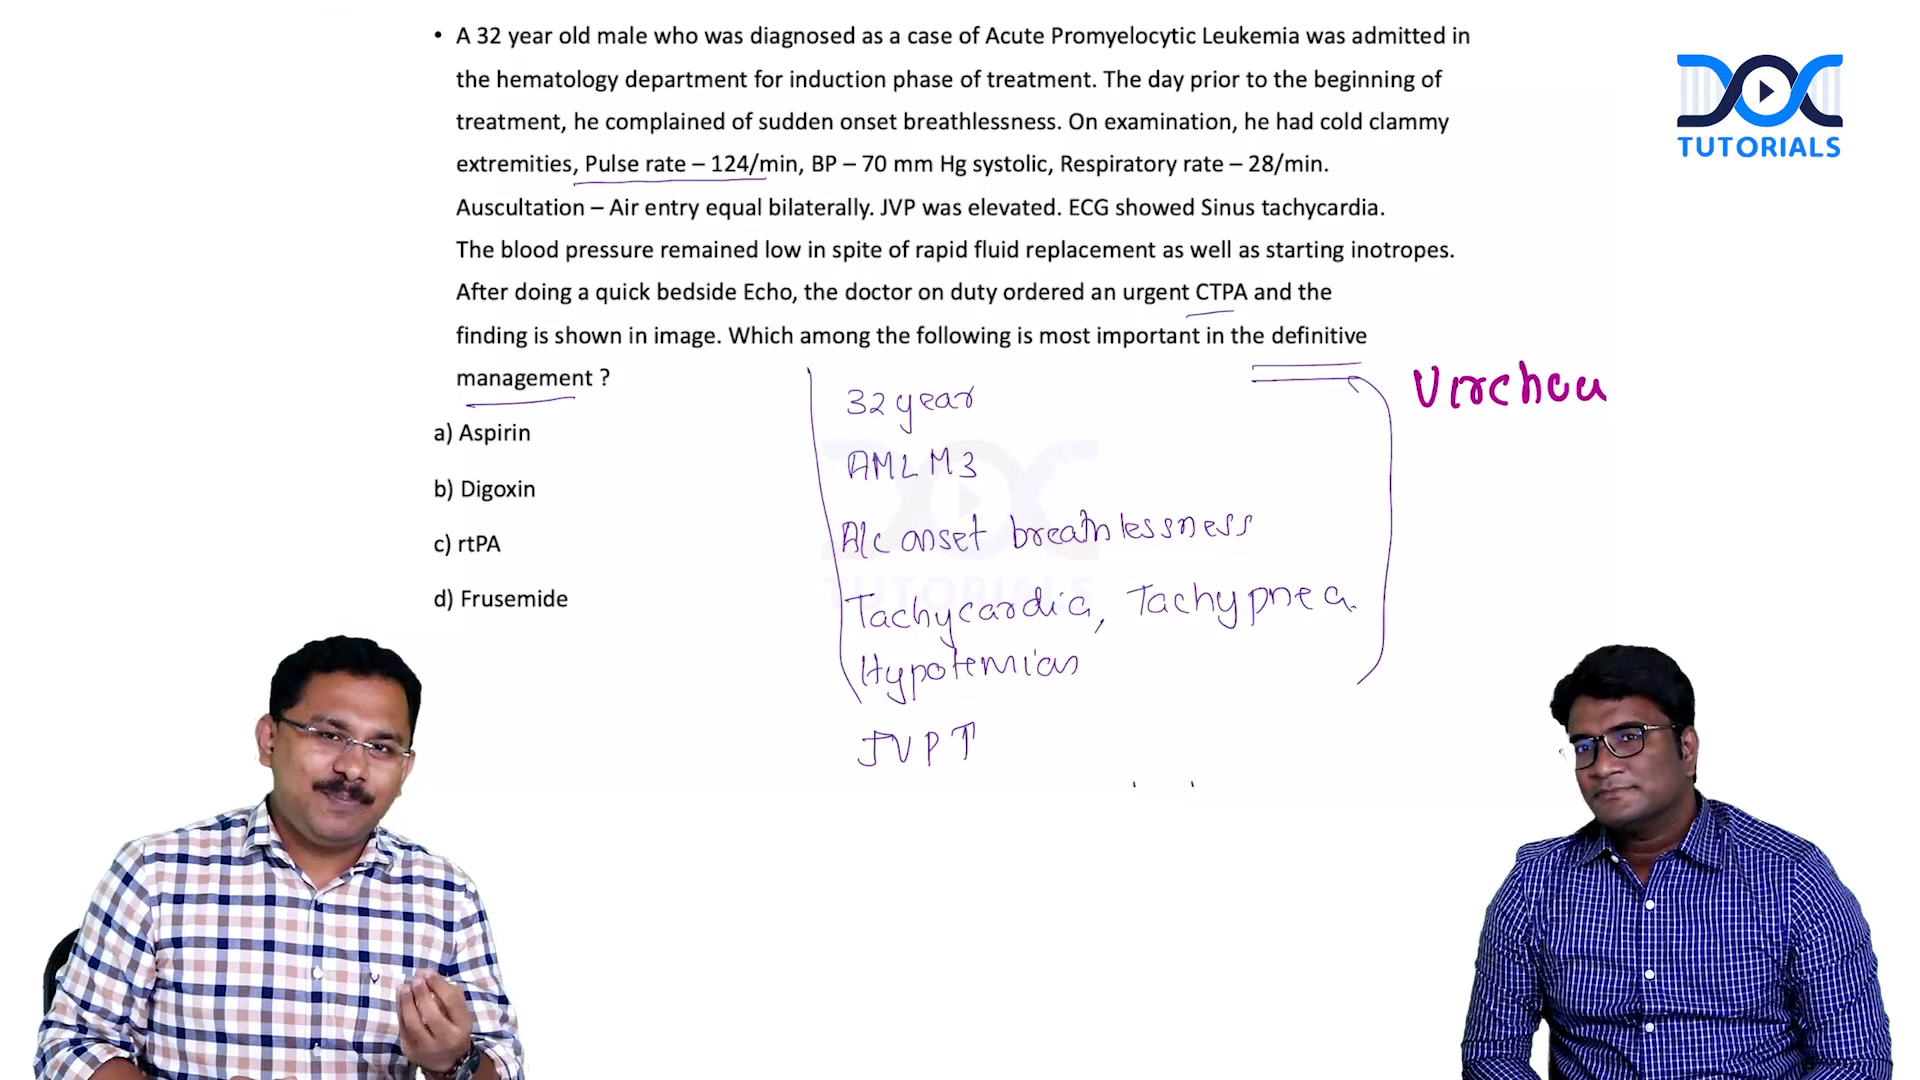 • A 32 year old male who was diagnosed as a case of Acute Promyelocytic Leukemia was admitted in
the hematology department for induction phase of treatment. The day prior to the beginning of
treatment, he complained of sudden onset breathlessness. On examination, he had cold clammy
extremities, Pulse rate – 124/min, BP – 70 mm Hg systolic, Respiratory rate – 28/min.
Auscultation – Air entry equal bilaterally. JVP was elevated. ECG showed Sinus tachycardia.
The blood pressure remained low in spite of rapid fluid replacement as well as starting inotropes.
After doing a quick bedside Echo, the doctor on duty ordered an urgent CTPA and the
finding is shown in image. Which among the following is most important in the definitive
management ?
a) Aspirin
b) Digoxin
c) rtPA
d) Frusemide
32 year
AML M3
A/c onset breathlessness
Tachycardia, Tachypnea.
JVP ↑
DOC
TUTORIALS
DOC
TUTORIALS